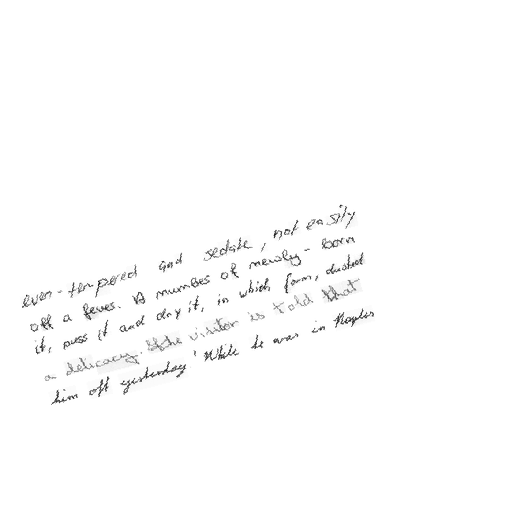 even-tempered and sedate, not easily
off a fever. A number of newly-born
it, press it and dry it, in which form, dusted
a delicacy. The visitor is told that
him off yesterday' While he was in Naples